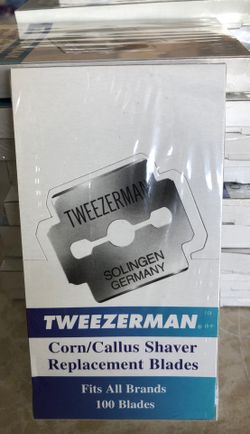 TWEEZERMAN
SOLINGEN
GERMANY
TWEEZERMAN
Corn/Callus Shaver
Replacement Blades
Fits All Brands
100 Blades